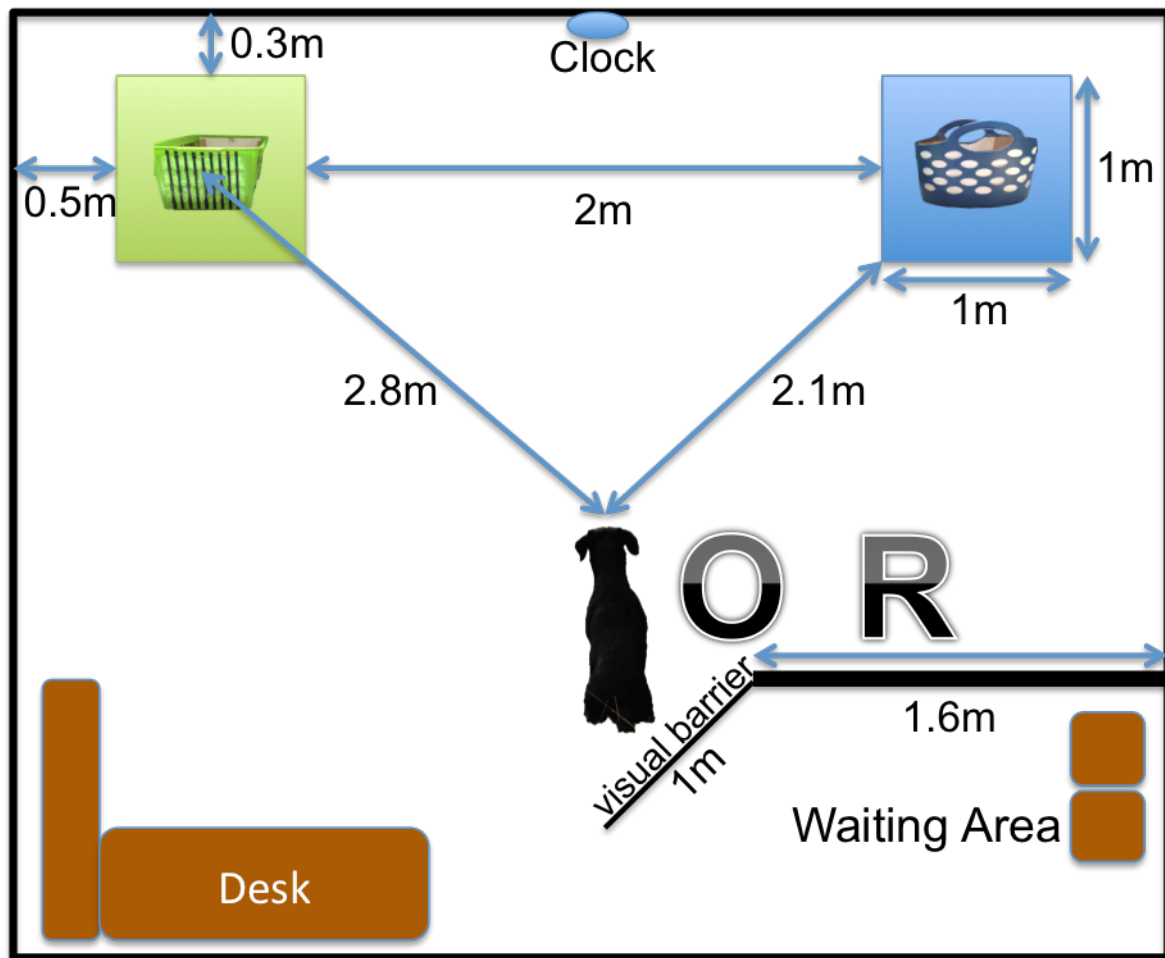 0.3m
Clock
0.5m
2m
1m
1m
2.8m
2.1m
OR
visual barrier
1m
1.6m
Waiting Area
Desk